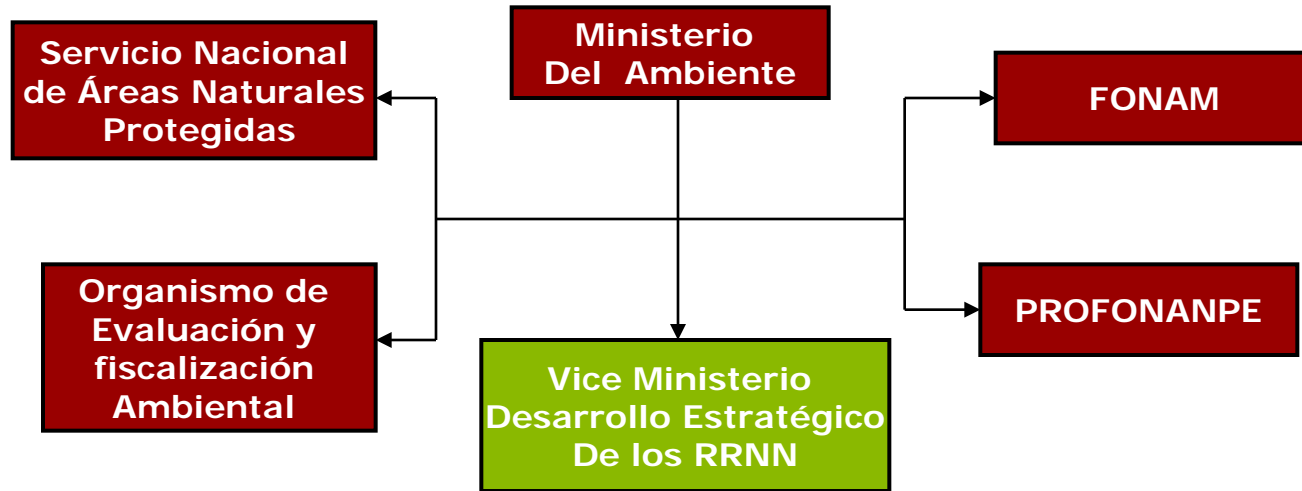 Servicio Nacional
de Áreas Naturales
Protegidas
Ministerio
Del Ambiente
FONAM
Organismo de
Evaluación y
fiscalización
Ambiental
Vice Ministerio
Desarrollo Estratégico
De los RRNN
PROFONANPE